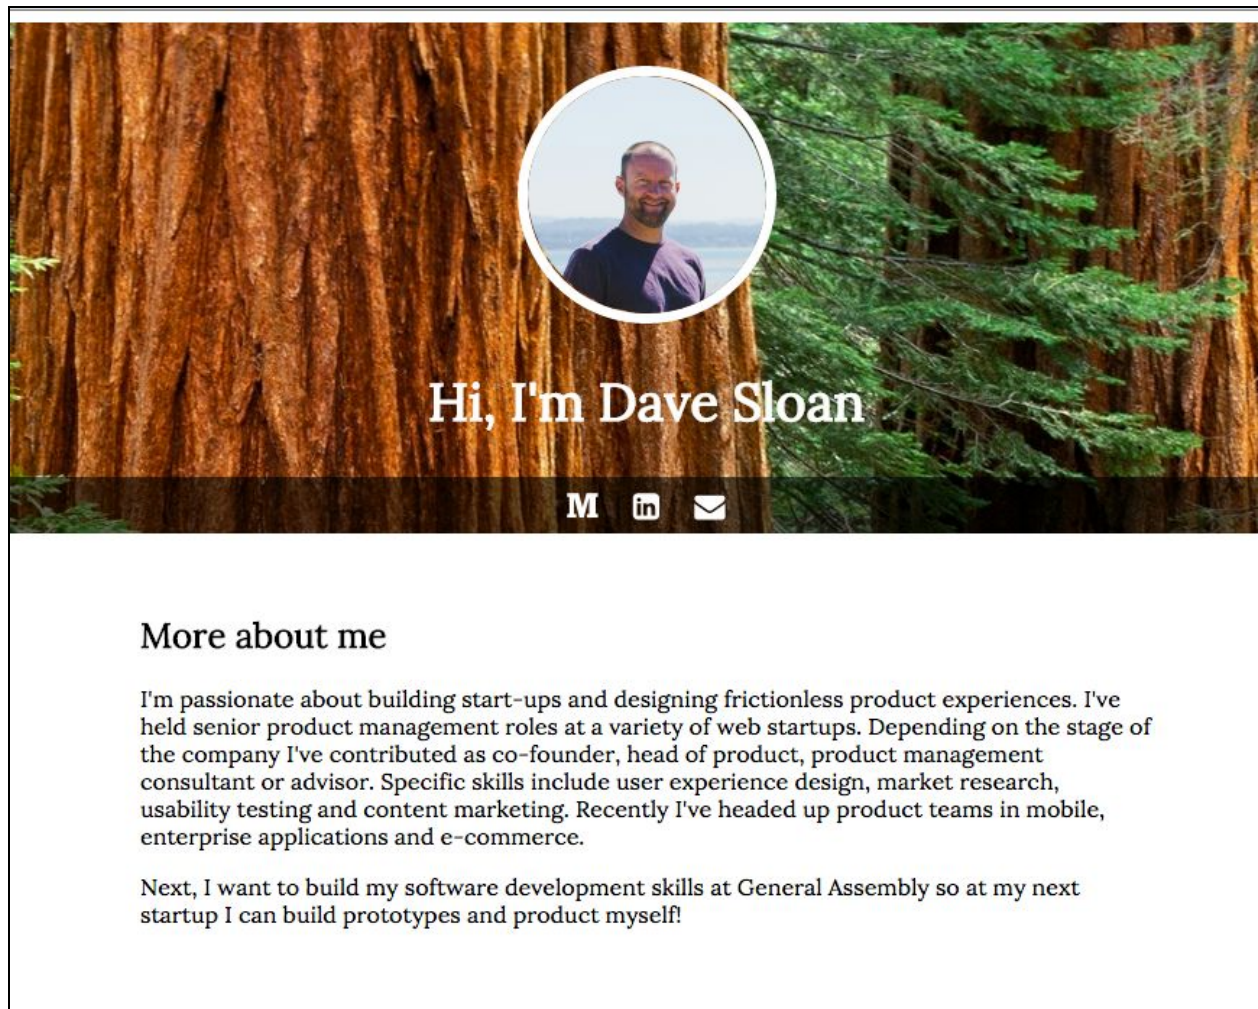 Hi, I'm Dave Sloan
M in
More about me
I'm passionate about building start-ups and designing frictionless product experiences. I've
held senior product management roles at a variety of web startups. Depending on the stage of
the company I've contributed as co-founder, head of product, product management
consultant or advisor. Specific skills include user experience design, market research,
usability testing and content marketing. Recently I've headed up product teams in mobile,
enterprise applications and e-commerce.
Next, I want to build my software development skills at General Assembly so at my next
startup I can build prototypes and product myself!